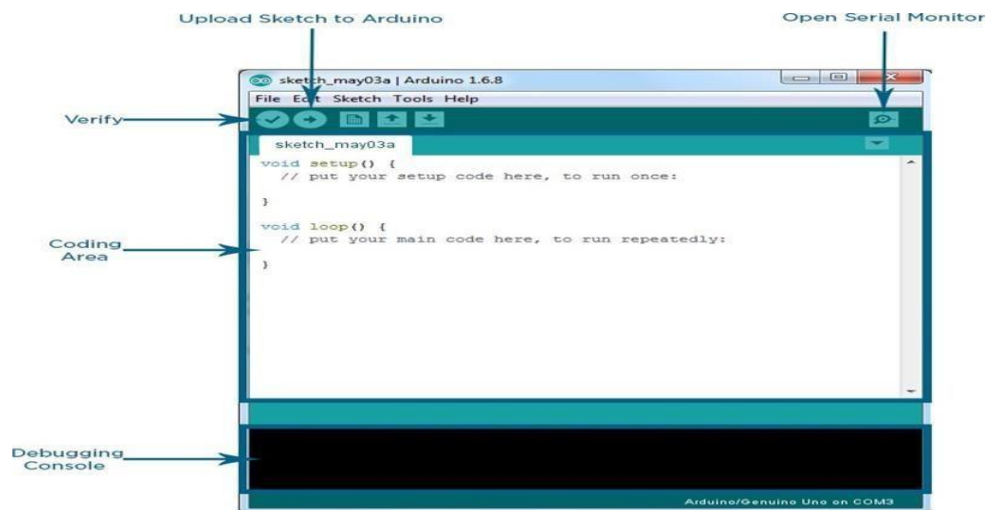 Upload Sketch to Arduino
Open Serial Monitor
sketch_may03a | Arduino 1.6.8
File Edit Sketch Tools Help
Verify
sketch_may03a
void setup() {
// put your setup code here, to run once:
}
void loop() {
// put your main code here, to run repeatedly:
}
Coding
Area
Debugging
Console
Arduino/Genuino Uno on COM3